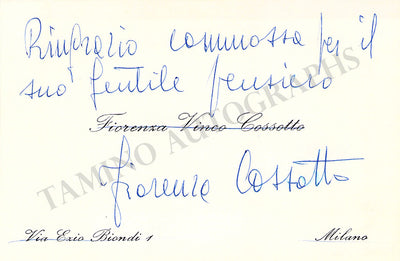 Ringrazio commossa per il
suo gentile pensiero
Fiorenza Vinco Cossotto
Fiorenza Cossotto
Via Ezio Biondi 1 Milano
TAMINO AUTOGRAPHS